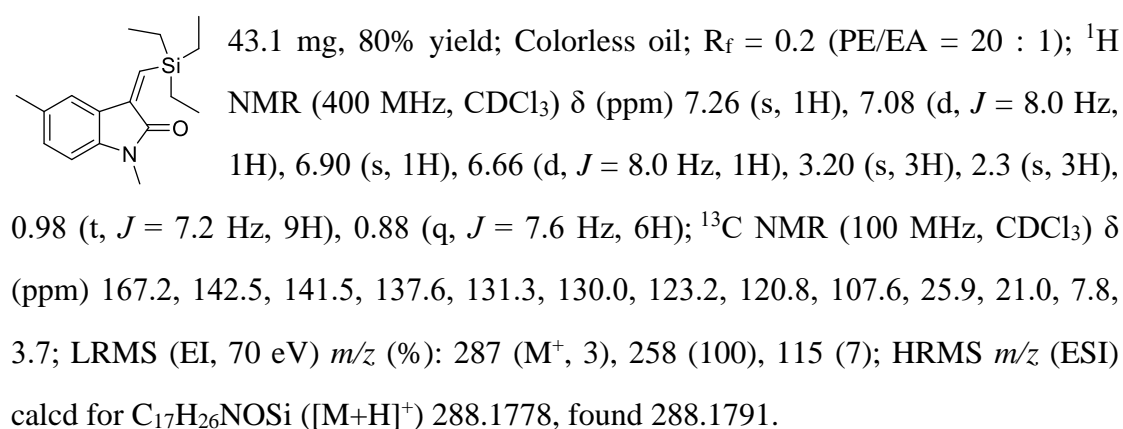 Si
O
N
43.1 mg, 80% yield; Colorless oil; Rf = 0.2 (PE/EA = 20 : 1); ¹H
NMR (400 MHz, CDCl₃) δ (ppm) 7.26 (s, 1H), 7.08 (d, J = 8.0 Hz,
1H), 6.90 (s, 1H), 6.66 (d, J = 8.0 Hz, 1H), 3.20 (s, 3H), 2.3 (s, 3H),
0.98 (t, J = 7.2 Hz, 9H), 0.88 (q, J = 7.6 Hz, 6H); ¹³C NMR (100 MHz, CDCl₃) δ
(ppm) 167.2, 142.5, 141.5, 137.6, 131.3, 130.0, 123.2, 120.8, 107.6, 25.9, 21.0, 7.8,
3.7; LRMS (EI, 70 eV) m/z (%): 287 (M⁺, 3), 258 (100), 115 (7); HRMS m/z (ESI)
calcd for C₁₇H₂₆NOSi ([M+H]⁺) 288.1778, found 288.1791.